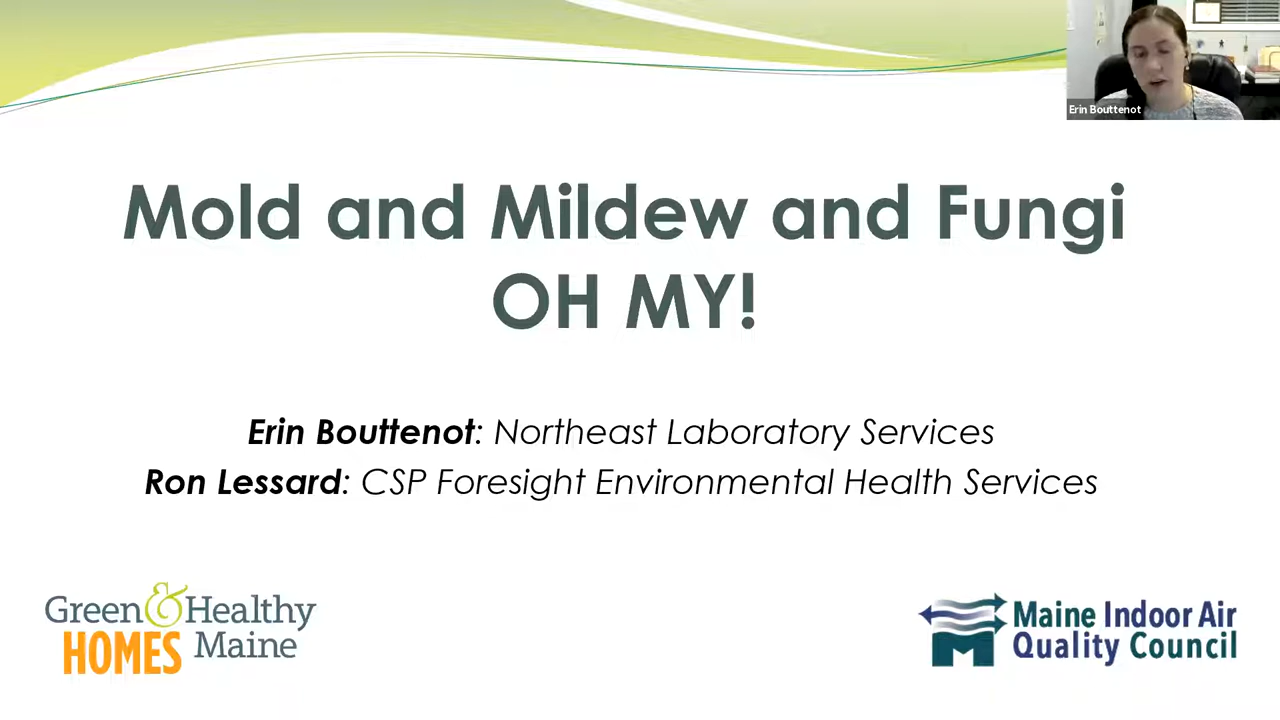 Erin Bouttenot
Mold and Mildew and Fungi
OH MY!
Erin Bouttenot: Northeast Laboratory Services
Ron Lessard: CSP Foresight Environmental Health Services
Green & Healthy
HOMES Maine
Maine Indoor Air
Quality Council